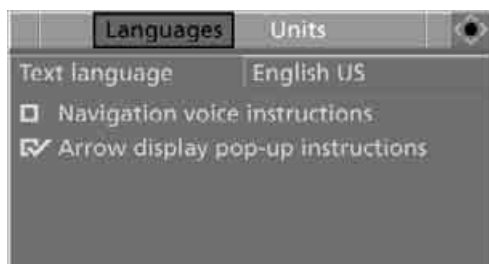 Languages Units
Text language English US
Navigation voice instructions
Arrow display pop-up instructions